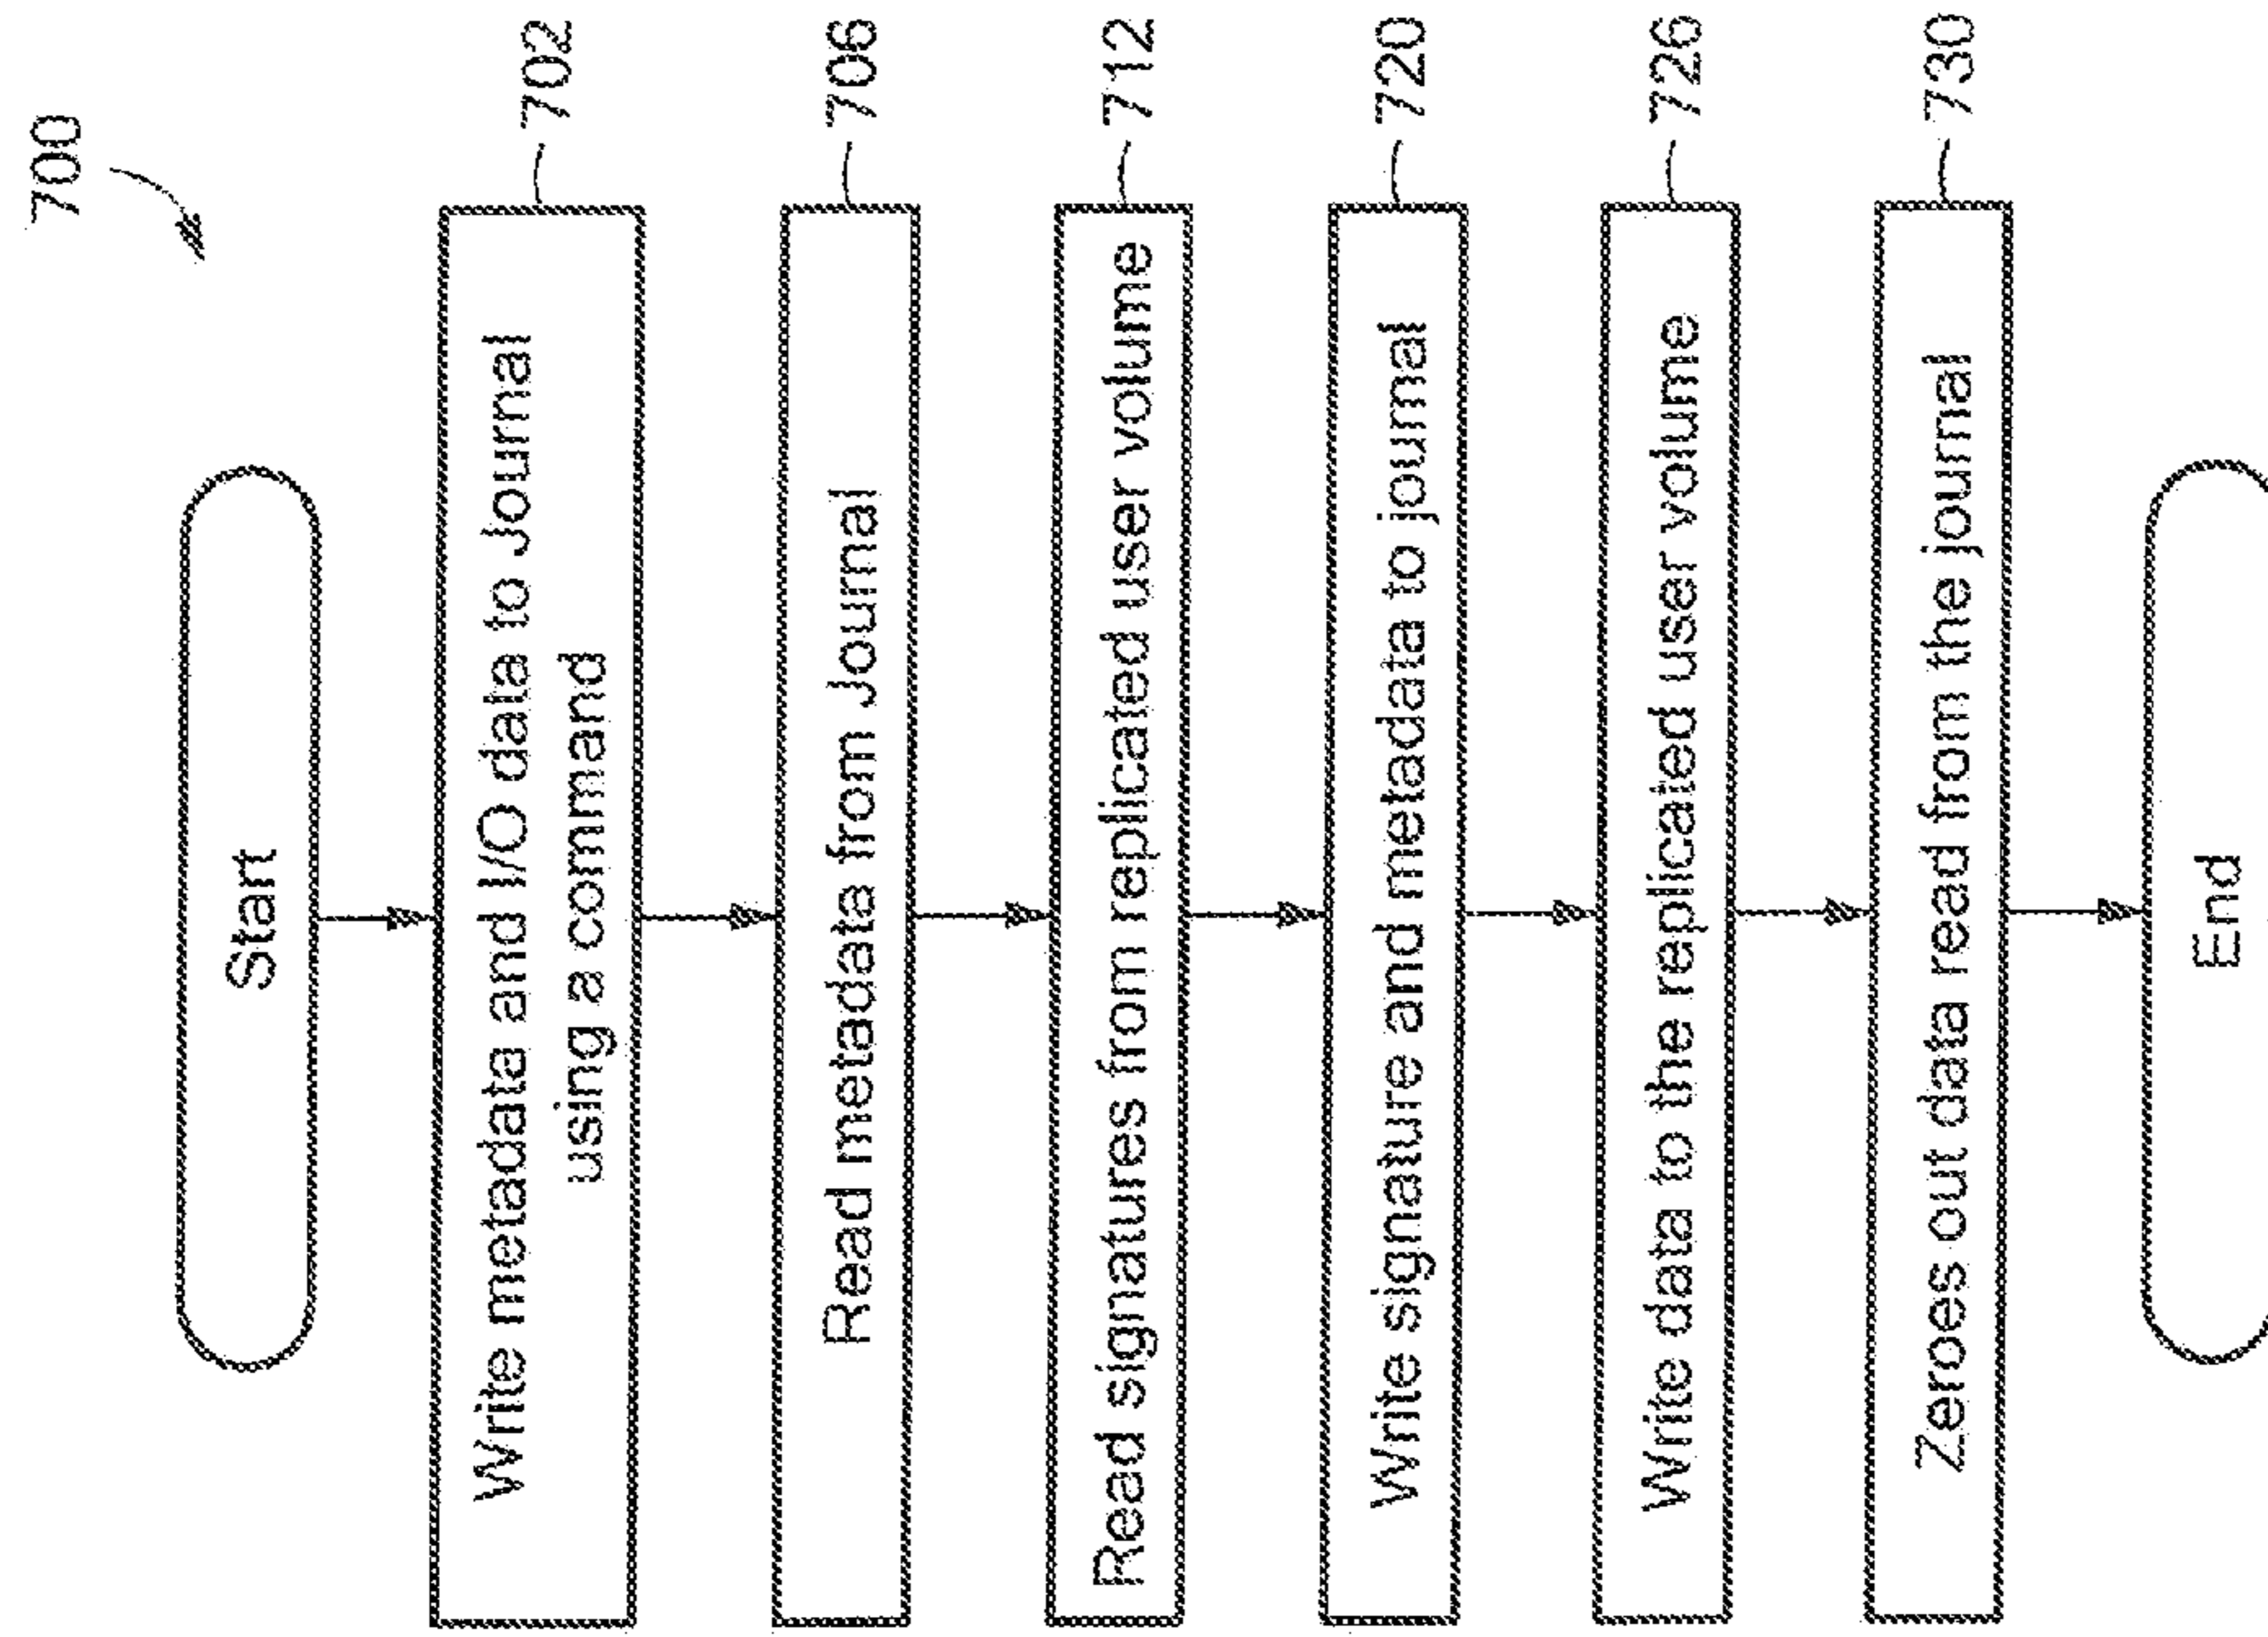 700
Start
Write metadata and I/O data to Journal
using a command
702
Read metadata from Journal
706
Read signatures from replicated user volume
712
Write signature and metadata to journal
720
Write data to the replicated user volume
726
Zeroes out data read from the journal
730
End